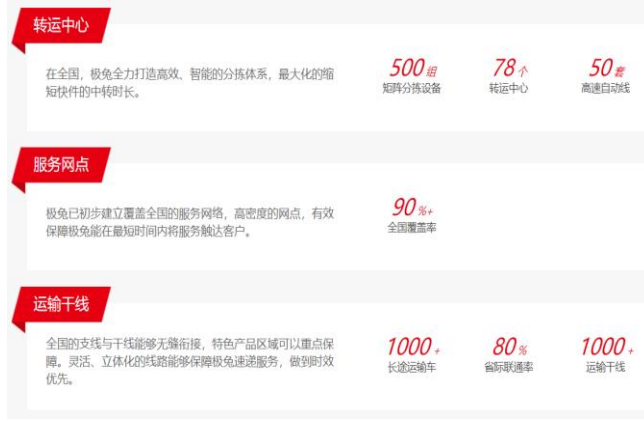 转运中心
在全国，极兔全力打造高效、智能的分拣体系，最大化的缩
短快件的中转时长。
500组 78个 50套
矩阵分拣设备 转运中心 高速自动线
服务网点
极兔已初步建立覆盖全国的服务网络，高密度的网点，有效
保障极兔能在最短时间内将服务触达客户。
90%+
全国覆盖率
运输干线
全国的支线与干线能够无缝衔接，特色产品区域可以重点保
障。灵活、立体化的线路能够保障极兔速递服务，做到时效
优先。
1000+ 80% 1000+
长途运输车 省际联通率 运输干线